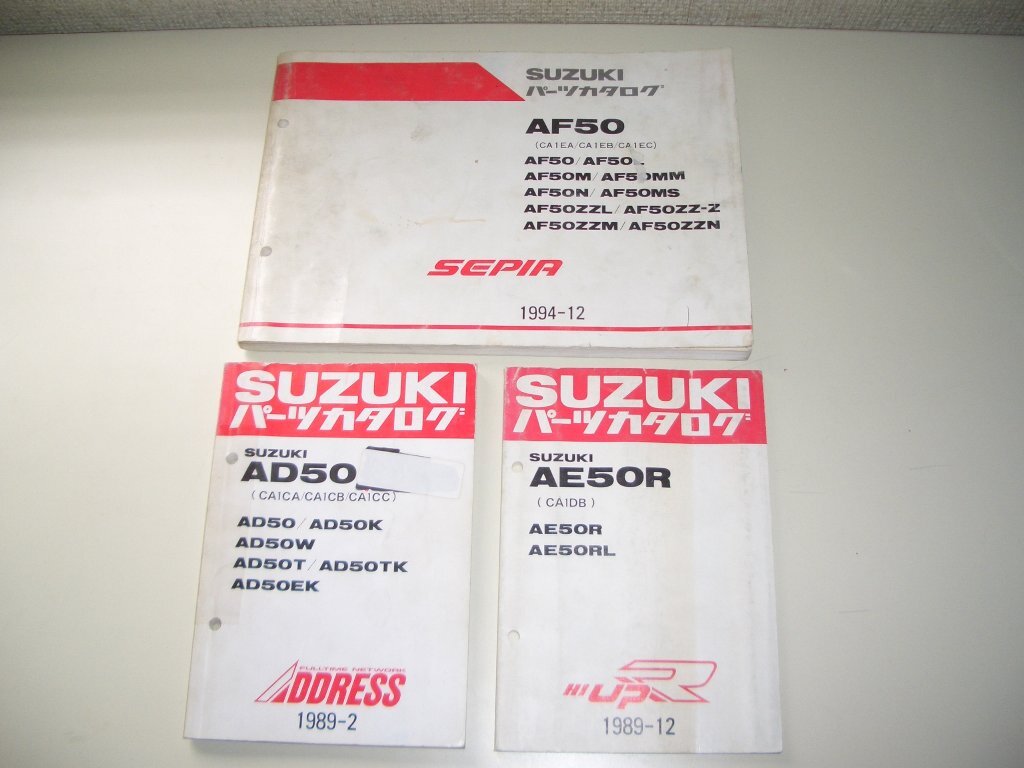 SUZUKI
パーツカタログ
AF50
(CA1EA/CA1EB/CA1EC)
AF50/AF50L
AF50M/AF50MM
AF50N/AF50MS
AF50ZZL/AF50ZZ-Z
AF50ZZM/AF50ZZN
SEPIA
1994-12
SUZUKI
パーツカタログ
SUZUKI
AD50
(CA1CA/CA1CB/CA1CC)
AD50/AD50K
AD50W
AD50T/AD50TK
AD50EK
FULLTIME NETWORK
ADDRESS
1989-2
SUZUKI
パーツカタログ
SUZUKI
AE50R
(CA1DB)
AE50R
AE50RL
HI UP R
1989-12